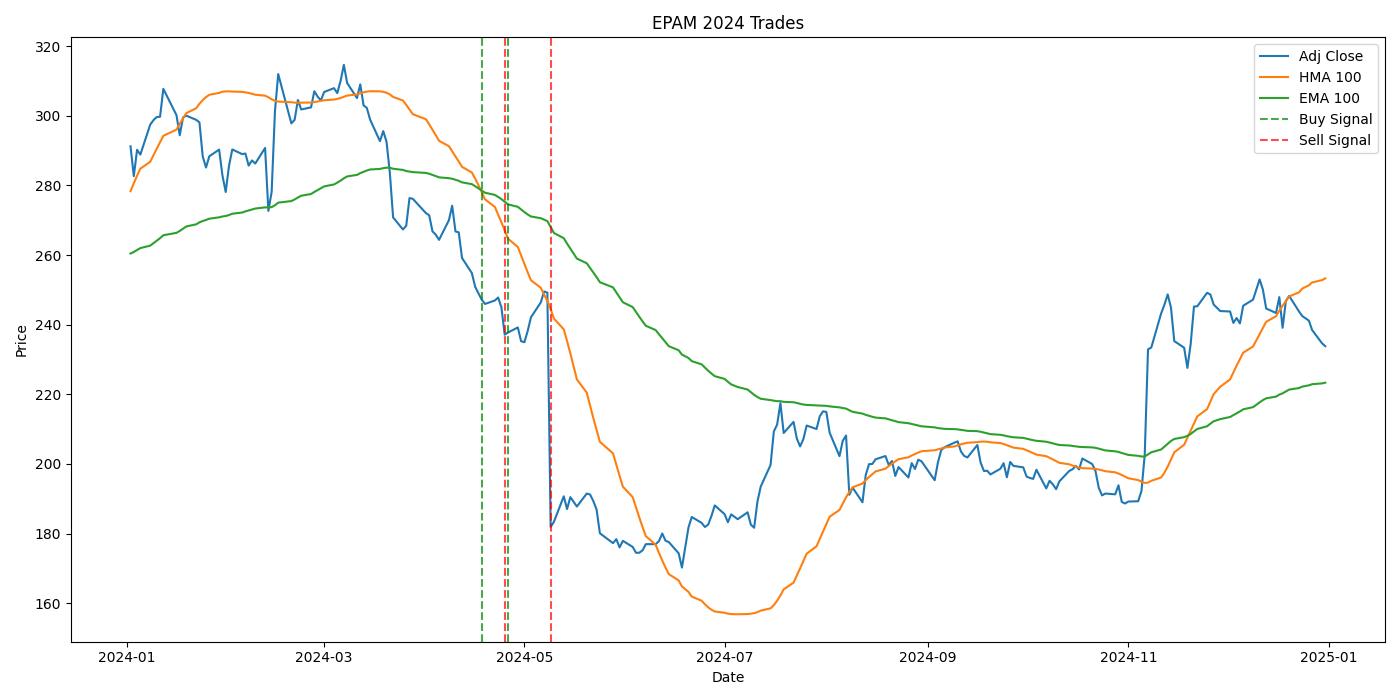 EPAM 2024 Trades
Price
320
300
280
260
240
220
200
180
160
Adj Close
HMA 100
EMA 100
Buy Signal
Sell Signal
2024-01
2024-03
2024-05
2024-07
2024-09
2024-11
2025-01
Date